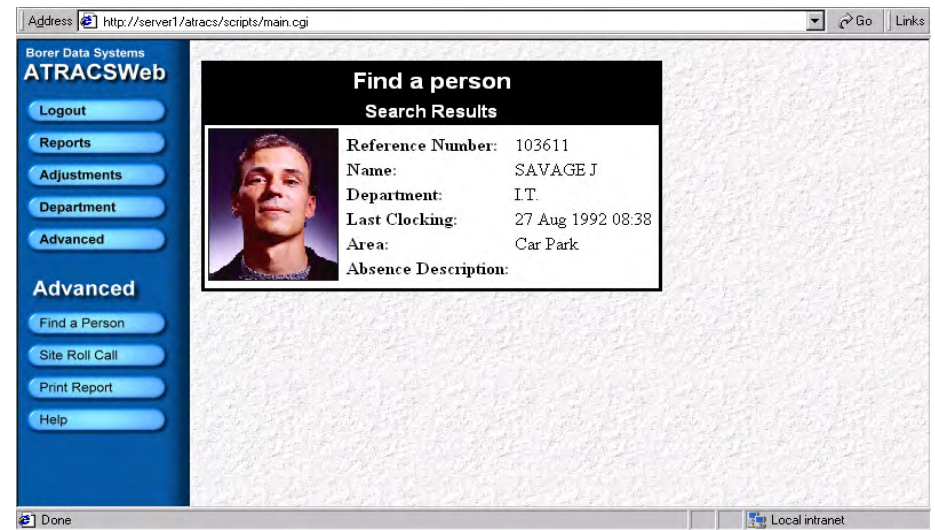 Address http://server1/atracs/scripts/main.cgi Go Links
Borer Data Systems
ATRACSWeb
Logout
Reports
Adjustments
Department
Advanced
Advanced
Find a Person
Site Roll Call
Print Report
Help
Find a person
Search Results
Reference Number: 103611
Name: SAVAGE J
Department: I.T.
Last Clocking: 27 Aug 1992 08:38
Area: Car Park
Absence Description:
Done Local intranet